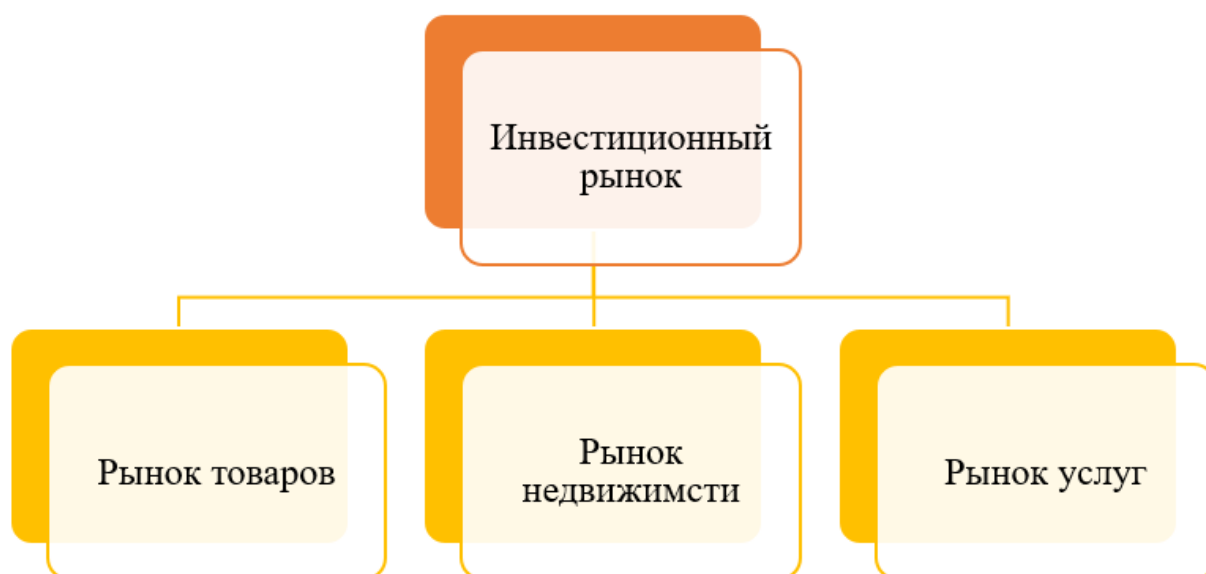 Инвестиционный
рынок
Рынок товаров
Рынок
недвижимсти
Рынок услуг